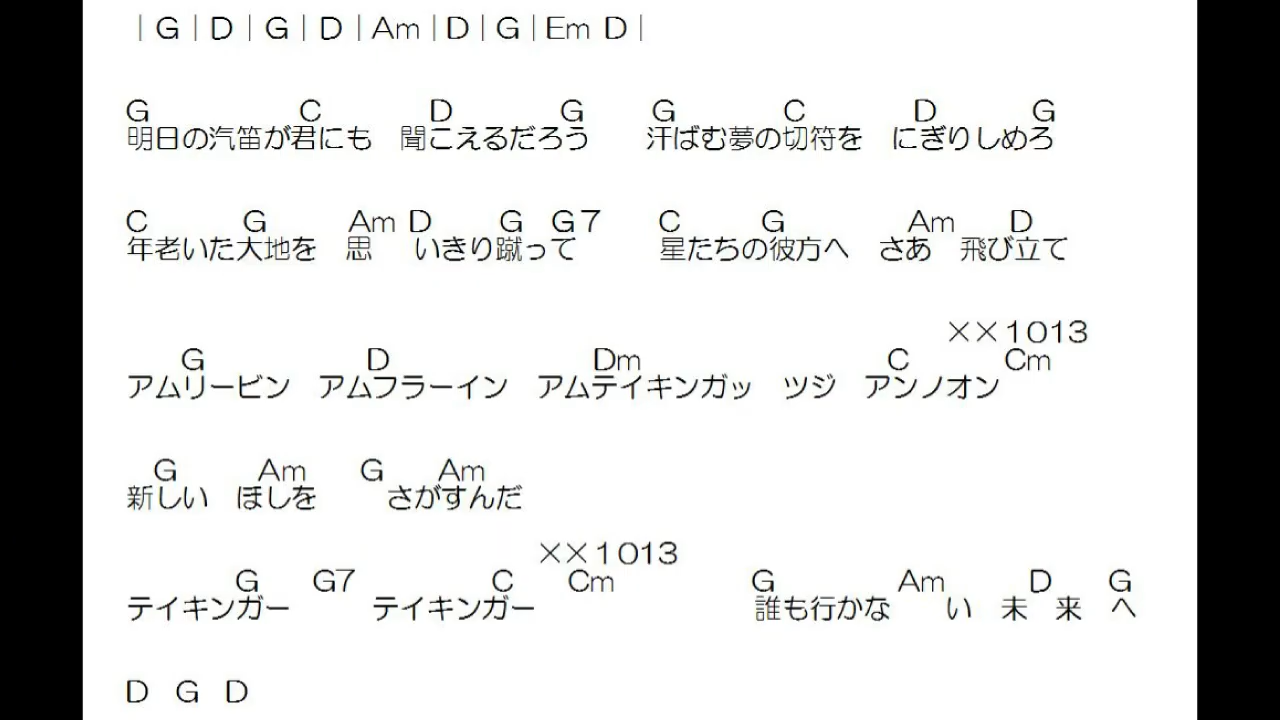 ｜G｜D｜G｜D｜Am｜D｜G｜Em D｜
G C D G G C D G
明日の汽笛が君にも 聞こえるだろう 汗ばむ夢の切符を にぎりしめろ
C G Am D G G7 C G Am D
年老いた大地を 思 いきり蹴って 星たちの彼方へ さあ 飛び立て
××1013
G D Dm C Cm
アムリービン アムフラーイン アムテイキンガッ ツジ アンノオン
G Am G Am
新しい ほしを さがすんだ
××1013
G G7 C Cm G Am D G
テイキンガー テイキンガー 誰も行かな い 未 来 へ
D G D